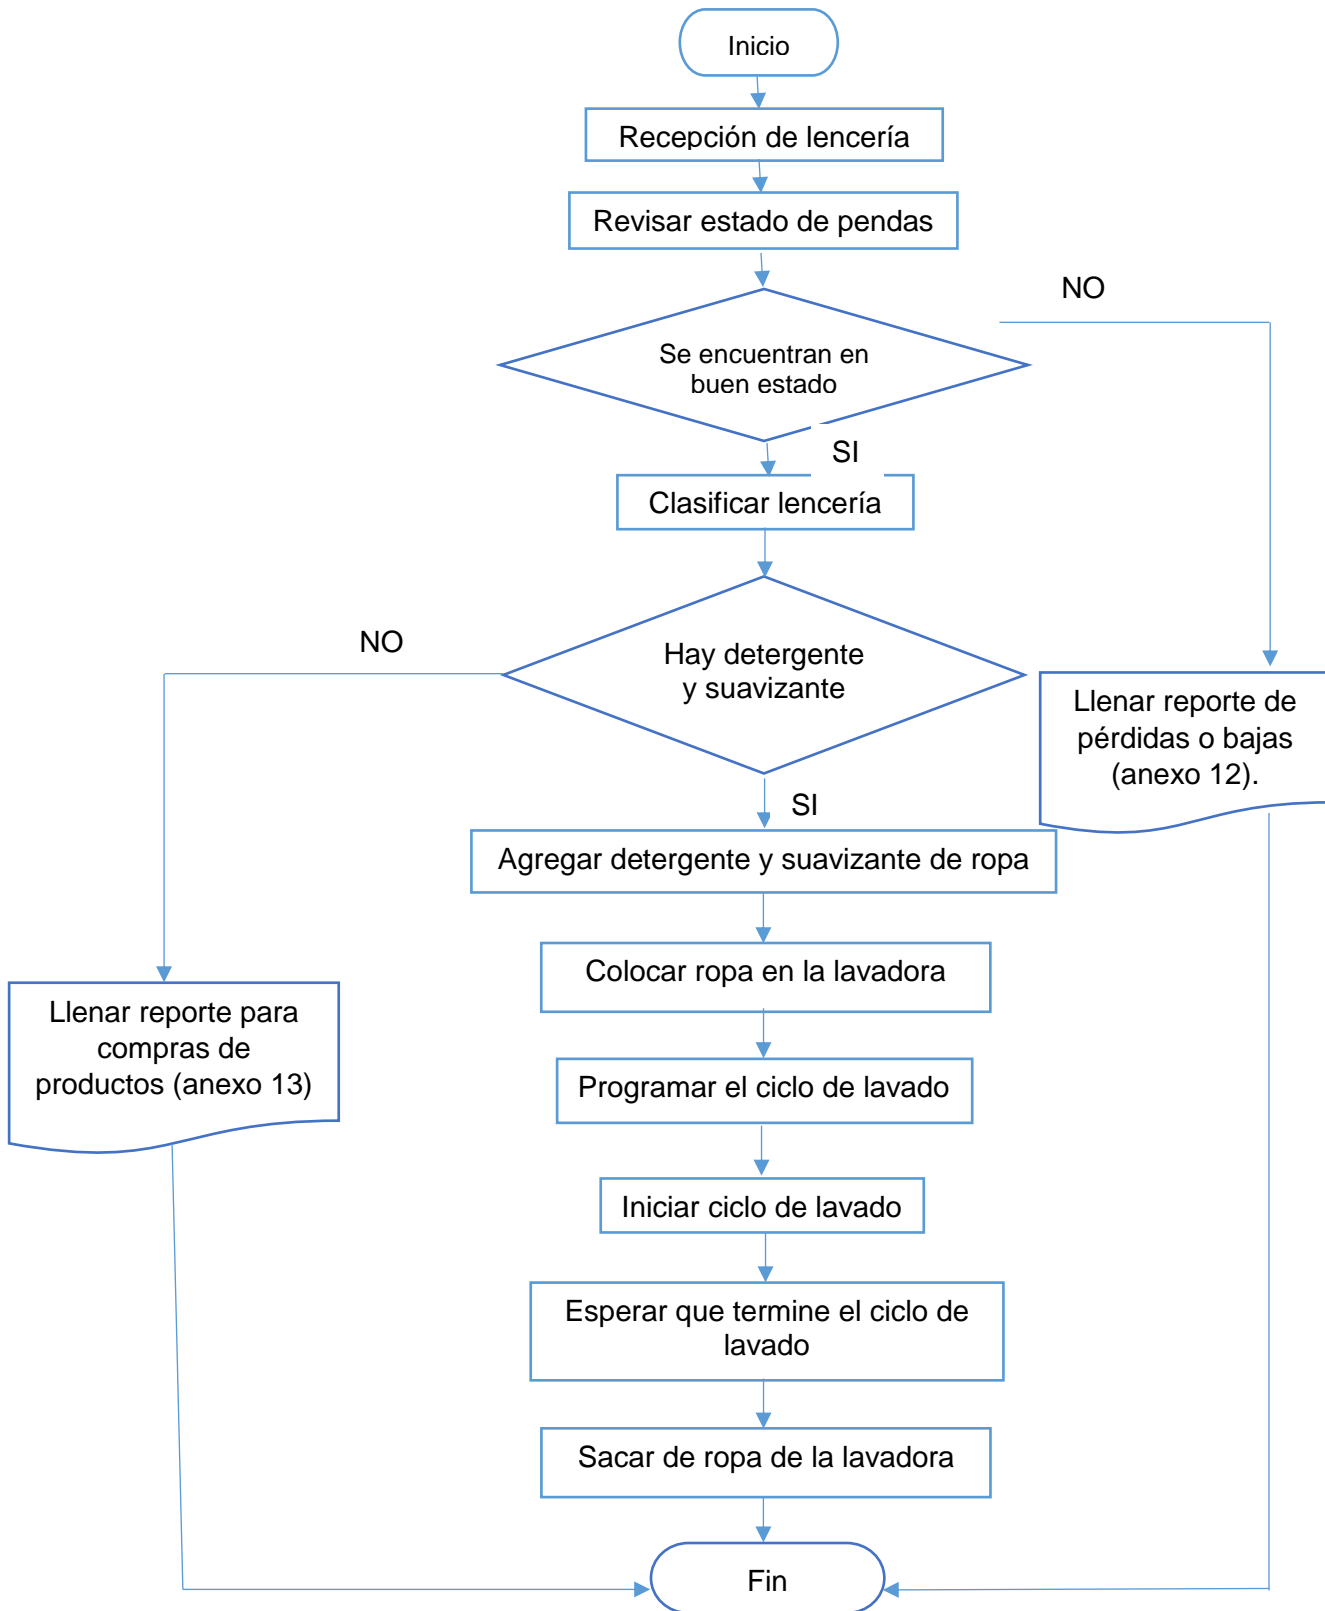 Inicio
Recepción de lencería
Revisar estado de pendas
NO
Se encuentran en
buen estado
SI
Clasificar lencería
NO
Hay detergente
y suavizante
Llenar reporte de
pérdidas o bajas
(anexo 12).
SI
Agregar detergente y suavizante de ropa
Colocar ropa en la lavadora
Llenar reporte para
compras de
productos (anexo 13)
Programar el ciclo de lavado
Iniciar ciclo de lavado
Esperar que termine el ciclo de
lavado
Sacar de ropa de la lavadora
Fin